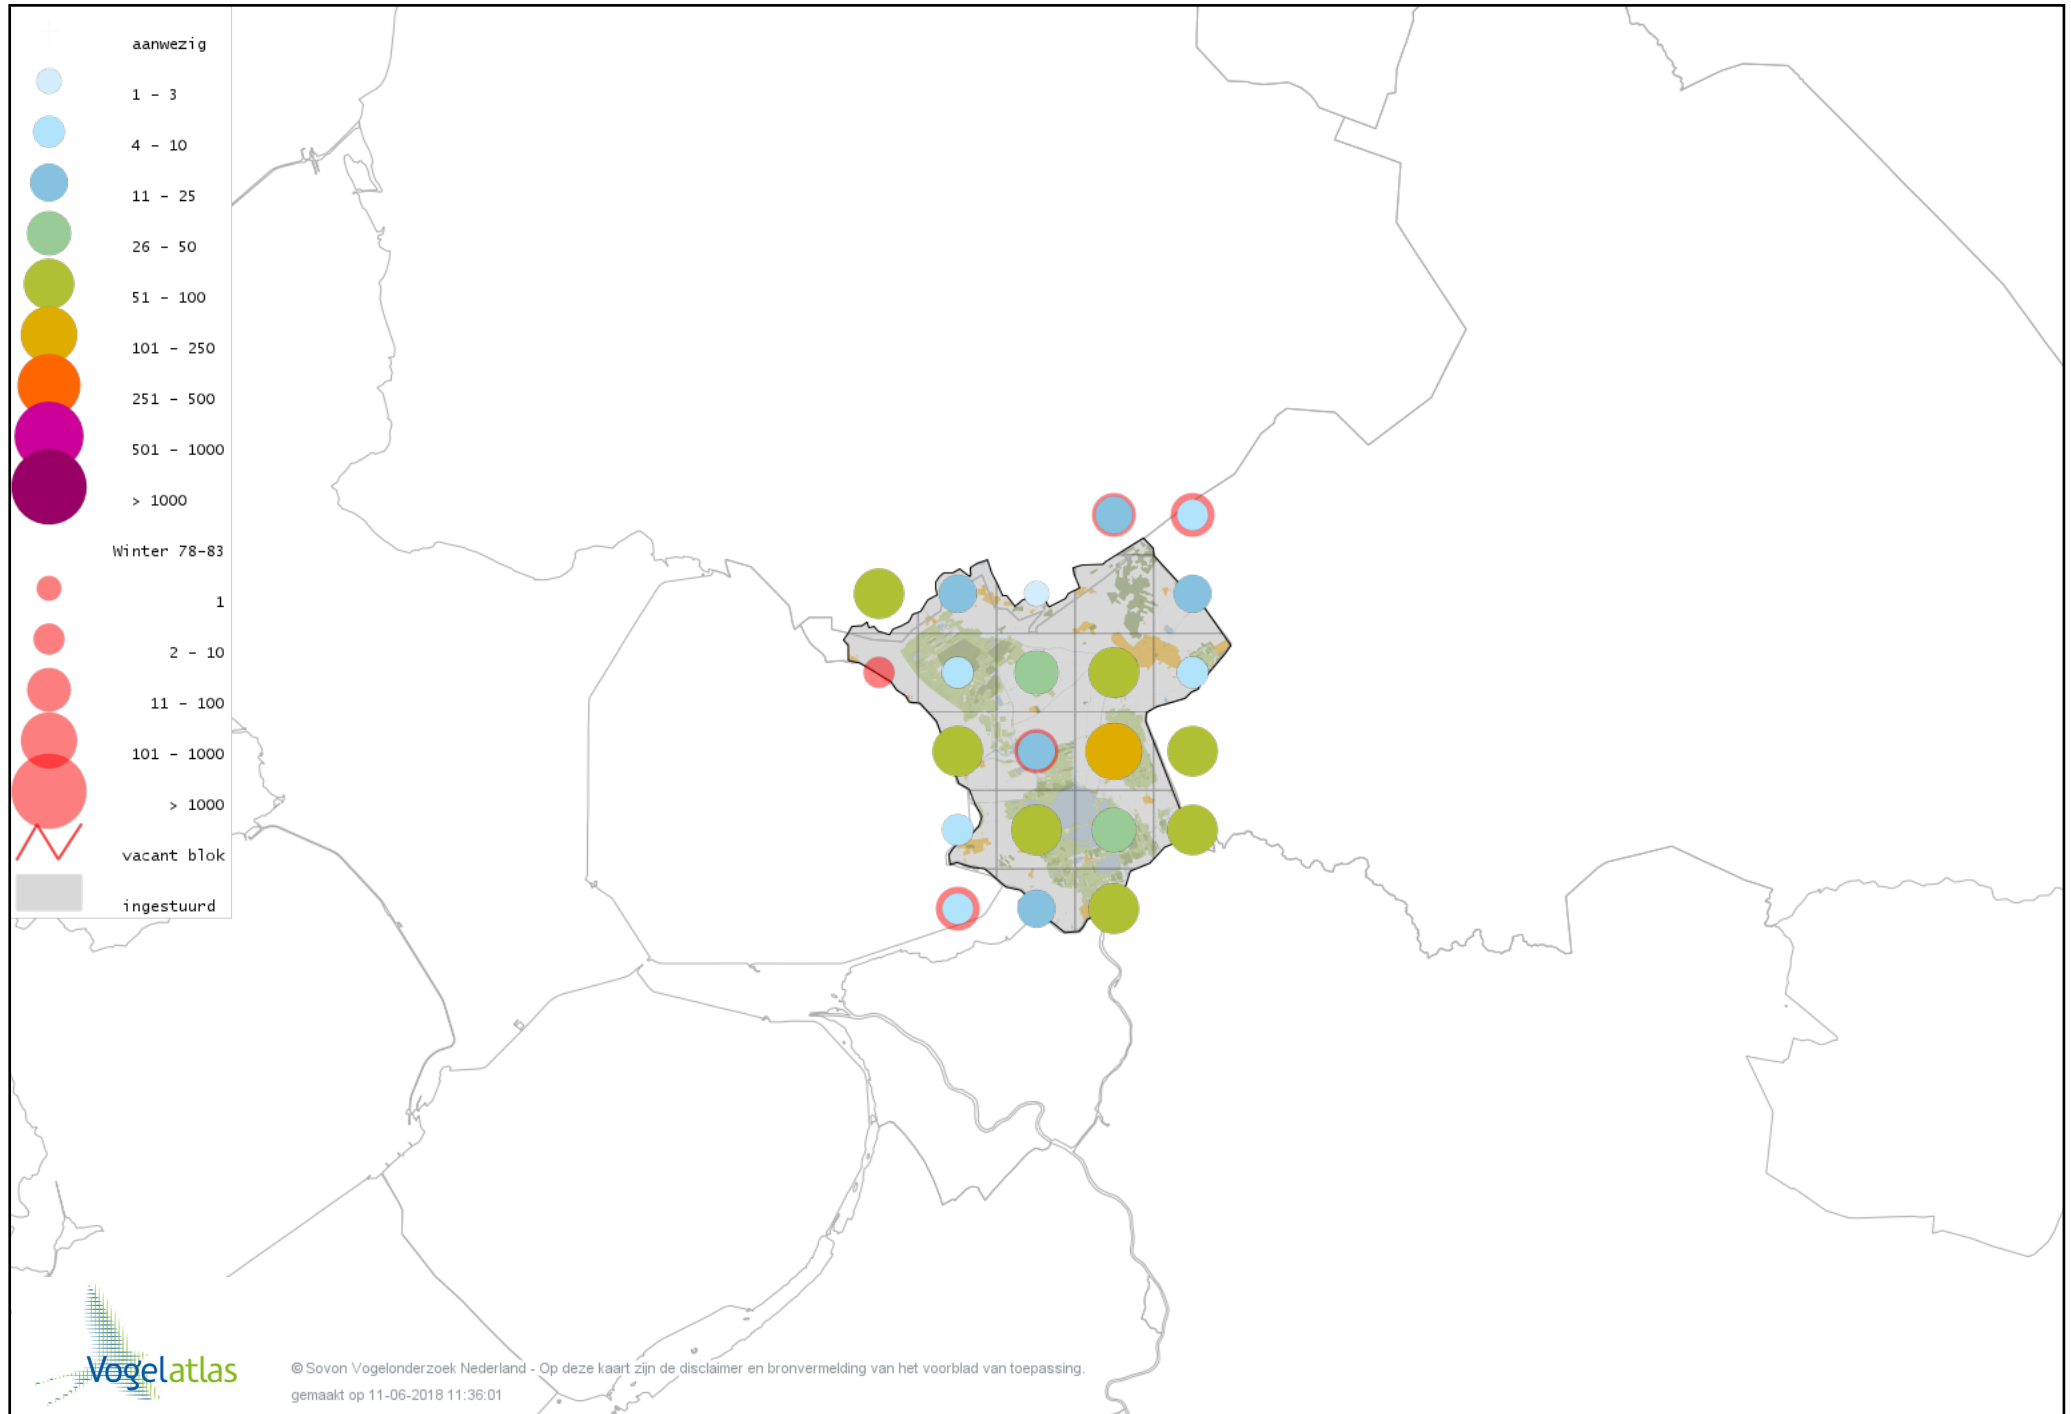 aanwezig
1 - 3
4 - 10
11 - 25
26 - 50
51 - 100
101 - 250
251 - 500
501 - 1000
> 1000
Winter 78-83
1
2 - 10
11 - 100
101 - 1000
> 1000
vacant blok
ingestuurd
Vogelatlas
© Sovon Vogelonderzoek Nederland - Op deze kaart zijn de disclaimer en bronvermelding van het voorblad van toepassing.
gemaakt op 11-06-2018 11:36:01